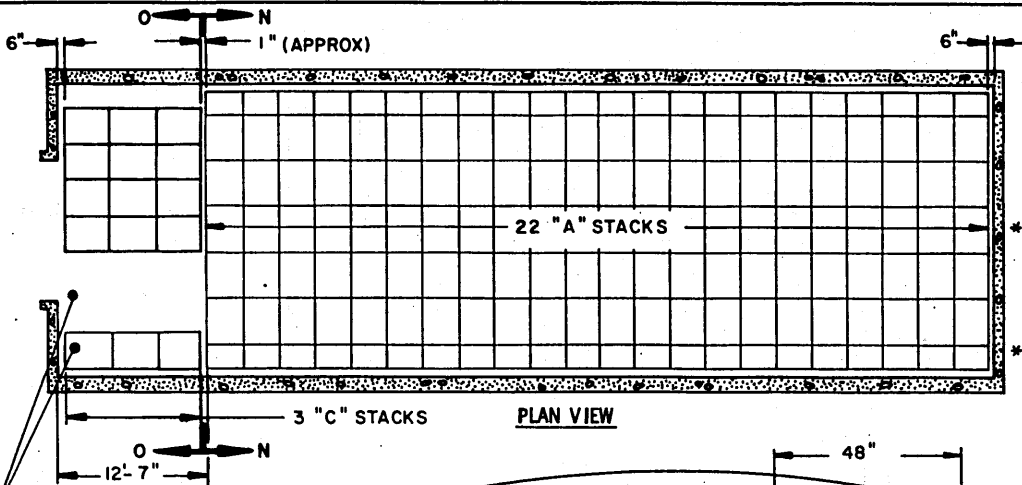 O N
6" 1" (APPROX) 6"
22 "A" STACKS *
*
3 "C" STACKS PLAN VIEW
O N
12'-7" 48"